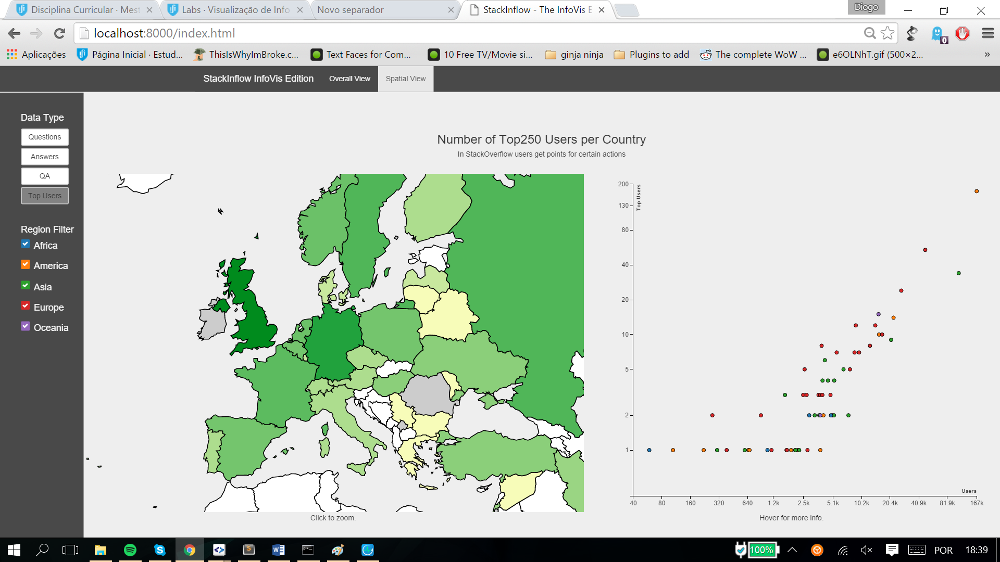 Disciplina Curricular · Mest
Labs · Visualização de Info
Novo separador
StackInflow - The InfoVis E
Diogo
localhost:8000/index.html
0
Aplicações
Página Inicial · Estud...
ThisIsWhyImBroke.c...
Text Faces for Com...
10 Free TV/Movie si...
ginja ninja
Plugins to add
The complete WoW ...
e6OLNhT.gif (500×2...
»
StackInflow InfoVis Edition
Overall View
Spatial View
Data Type
Questions
Answers
QA
Top Users
Region Filter
Africa
America
Asia
Europe
Oceania
Number of Top250 Users per Country
In StackOverflow users get points for certain actions
Click to zoom.
Top Users
200
130
80
40
20
10
5
2
1
Users
40 80 160 320 640 1.2k 2.5k 5.1k 10.2k 20.4k 40.9k 81.9k 167k
Hover for more info.
100%
POR
18:39